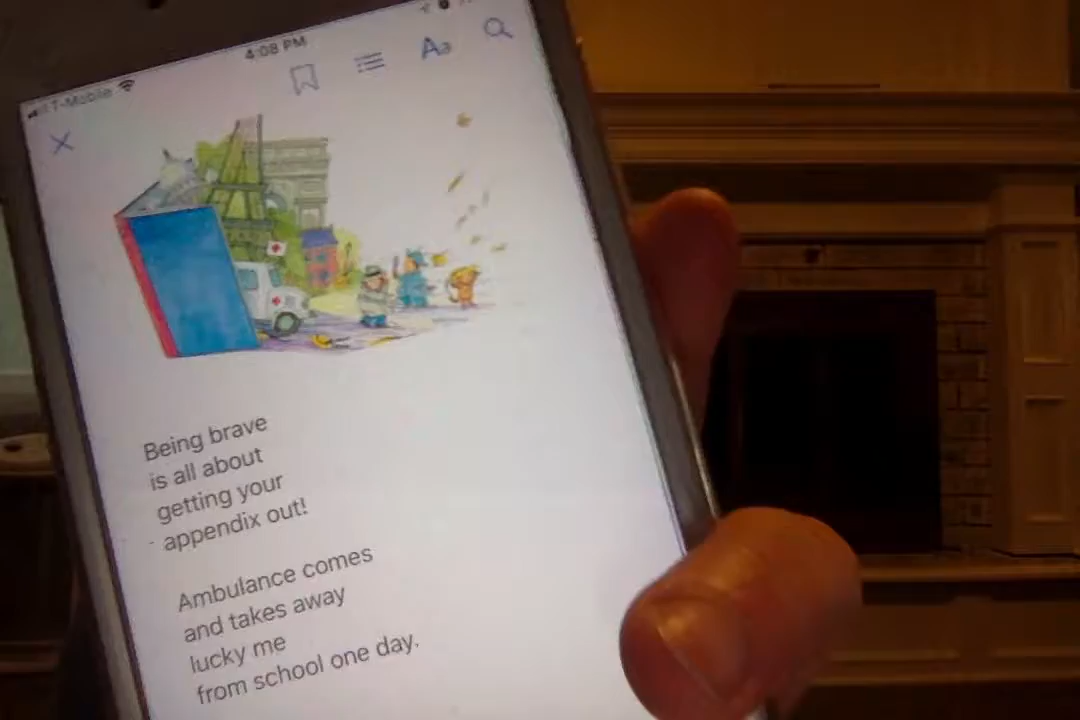 T-Mobile
4:08 PM
Aa
Being brave
is all about
getting your
appendix out!
Ambulance comes
and takes away
lucky me
from school one day.